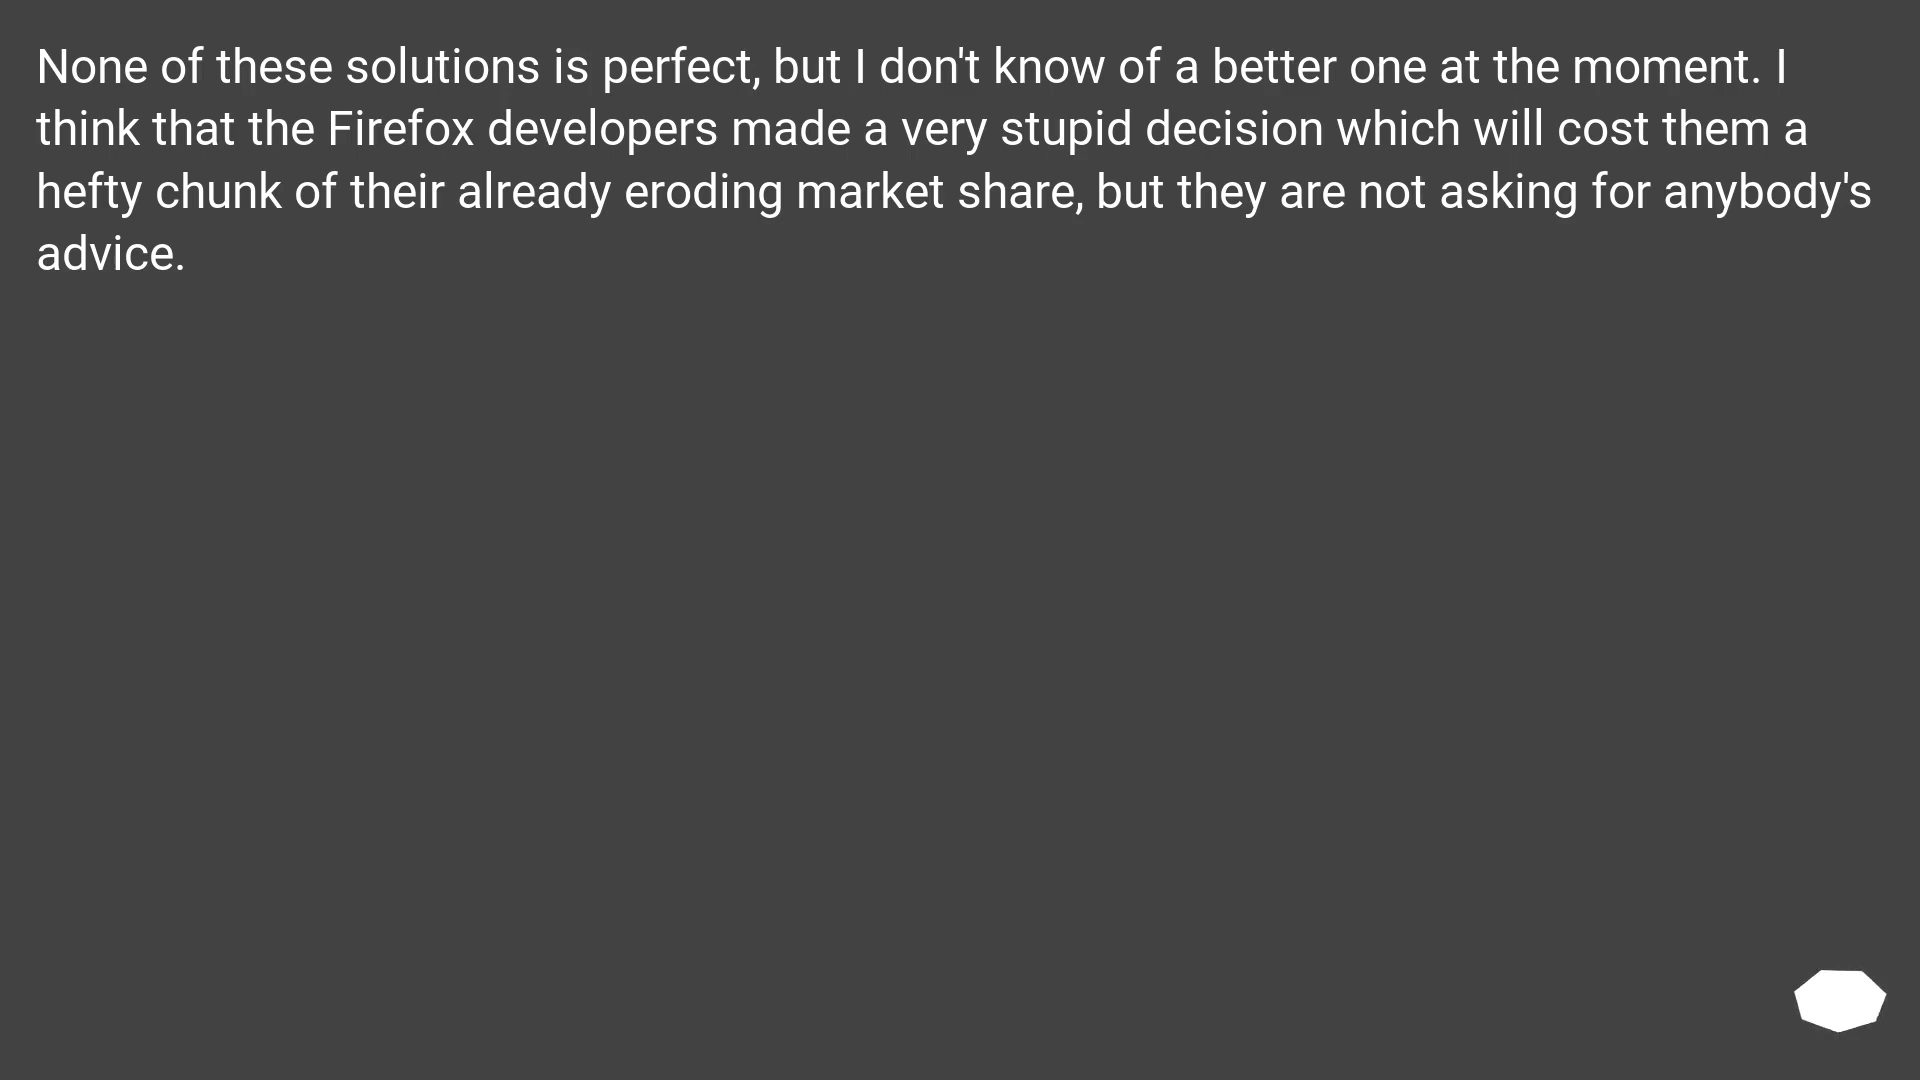 None of these solutions is perfect, but I don't know of a better one at the moment. I
think that the Firefox developers made a very stupid decision which will cost them a
hefty chunk of their already eroding market share, but they are not asking for anybody's
advice.